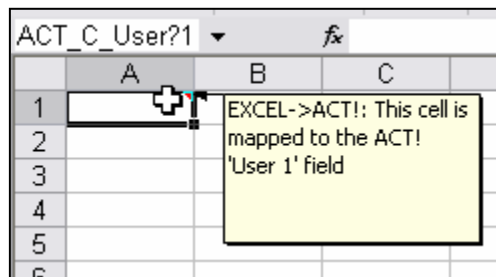 ACT_C_User?1 fx
A B C
1 EXCEL->ACT!: This cell is
2 mapped to the ACT!
3 'User 1' field
4
5
6